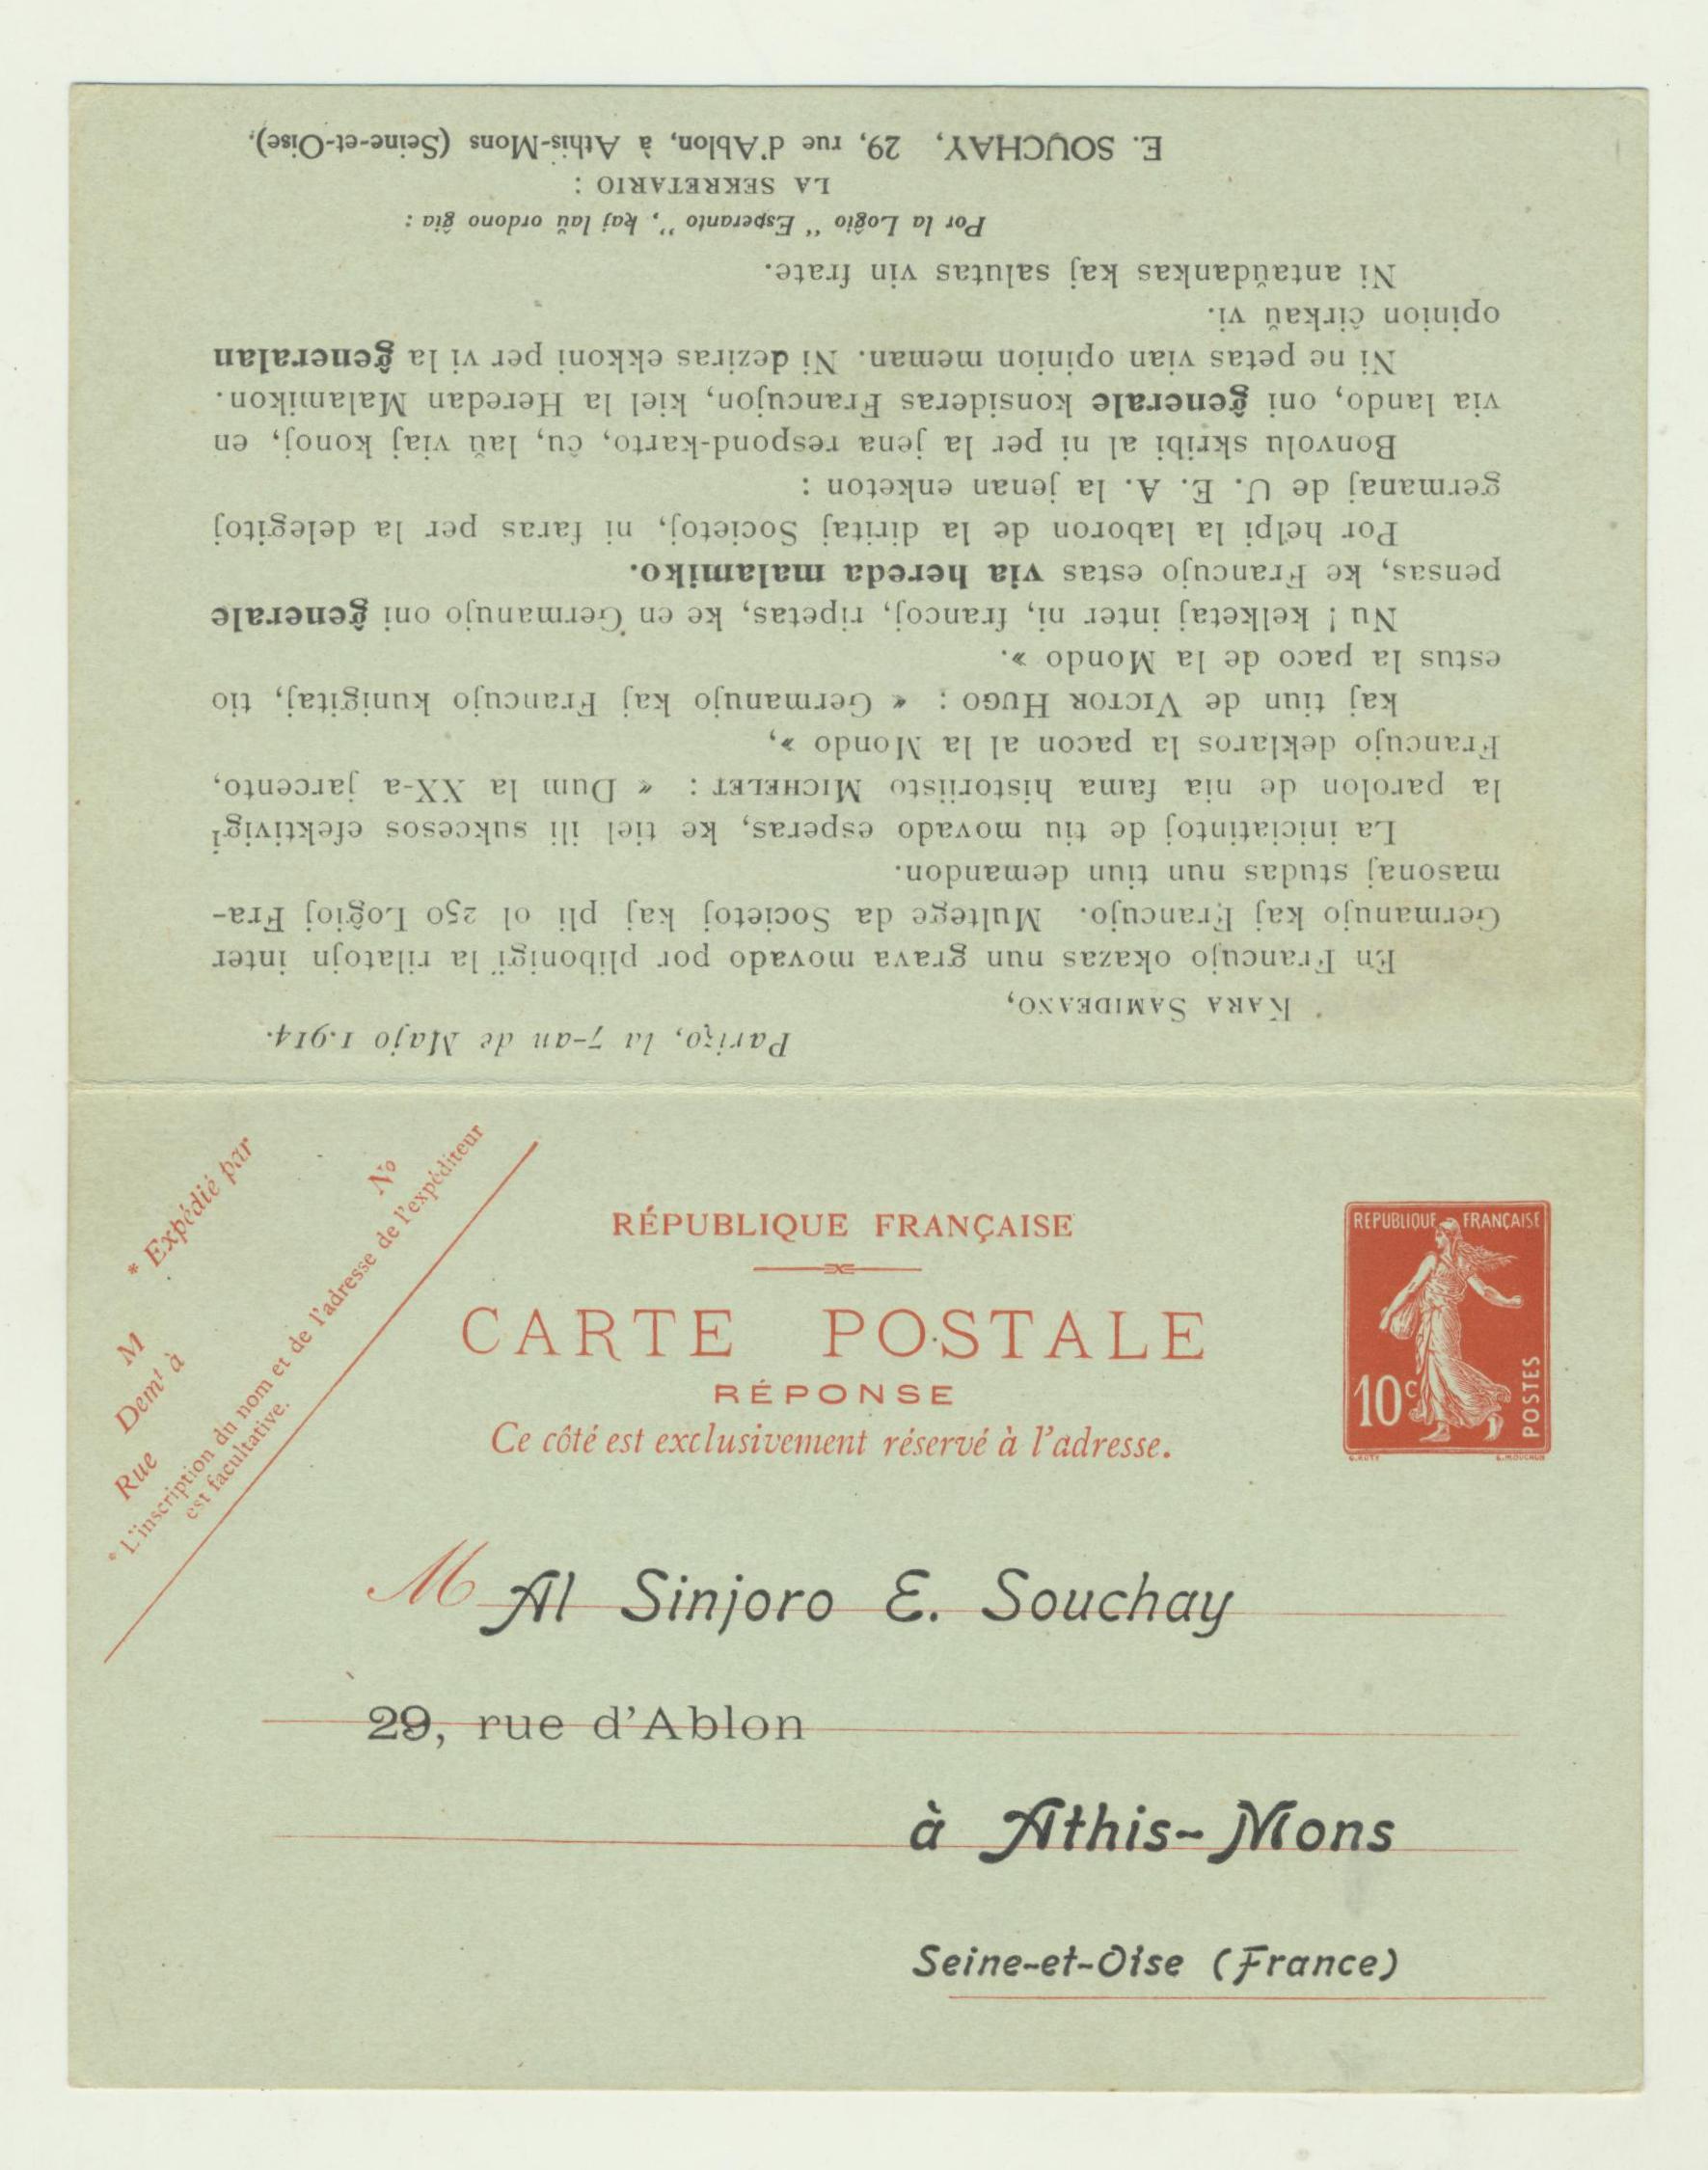 Parizo, la 7-an de Majo 1.914.
KARA SAMIDEANO,
En Francujo okazas nun grava movado por plibonigi la rilatojn inter
Germanujo kaj Francujo. Multege da Societoj kaj pli ol 250 Loĝioj Fra-
masonaj studas nun tiun demandon.
La iniciatintoj de tiu movado esperas, ke tiel ili sukcesos efektivigi
la parolon de nia fama historiisto MICHELET : « Dum la XX-a jarcento,
Francujo deklaros la pacon al la Mondo »,
kaj tiun de VICTOR HUGO : « Germanujo kaj Francujo kunigitaj, tio
estus la paco de la Mondo ».
Nu ! kelketaj inter ni, francoj, ripetas, ke en Germanujo oni ĝenerale
pensas, ke Francujo estas via hereda malamiko.
Por helpi la laboron de la diritaj Societoj, ni faras per la delegitoj
germanaj de U. E. A. la jenan enketon :
Bonvolu skribi al ni per la jena respond-karto, ĉu, laŭ viaj konoj, en
via lando, oni ĝenerale konsideras Francujon, kiel la Heredan Malamikon.
Ni ne petas vian opinion meman. Ni deziras ekkoni per vi la ĝeneralan
opinion ĉirkaŭ vi.
Ni antaŭdankas kaj salutas vin frate.
Por la Loĝio " Esperanto ", kaj laŭ ordono ĝia :
LA SEKRETARIO :
E. SOUCHAY, 29, rue d'Ablon, à Athis-Mons (Seine-et-Oise).
* Expédié par
M
Demt à
Rue
No
* L'inscription du nom et de l'adresse de l'expéditeur
est facultative.
RÉPUBLIQUE FRANÇAISE
CARTE POSTALE
RÉPONSE
Ce côté est exclusivement réservé à l'adresse.
REPUBLIQUE FRANÇAISE
10c
POSTES
O.ROTY
E.MOUCHON
M Al Sinjoro E. Souchay
29, rue d'Ablon
à Athis-Mons
Seine-et-Oise (France)